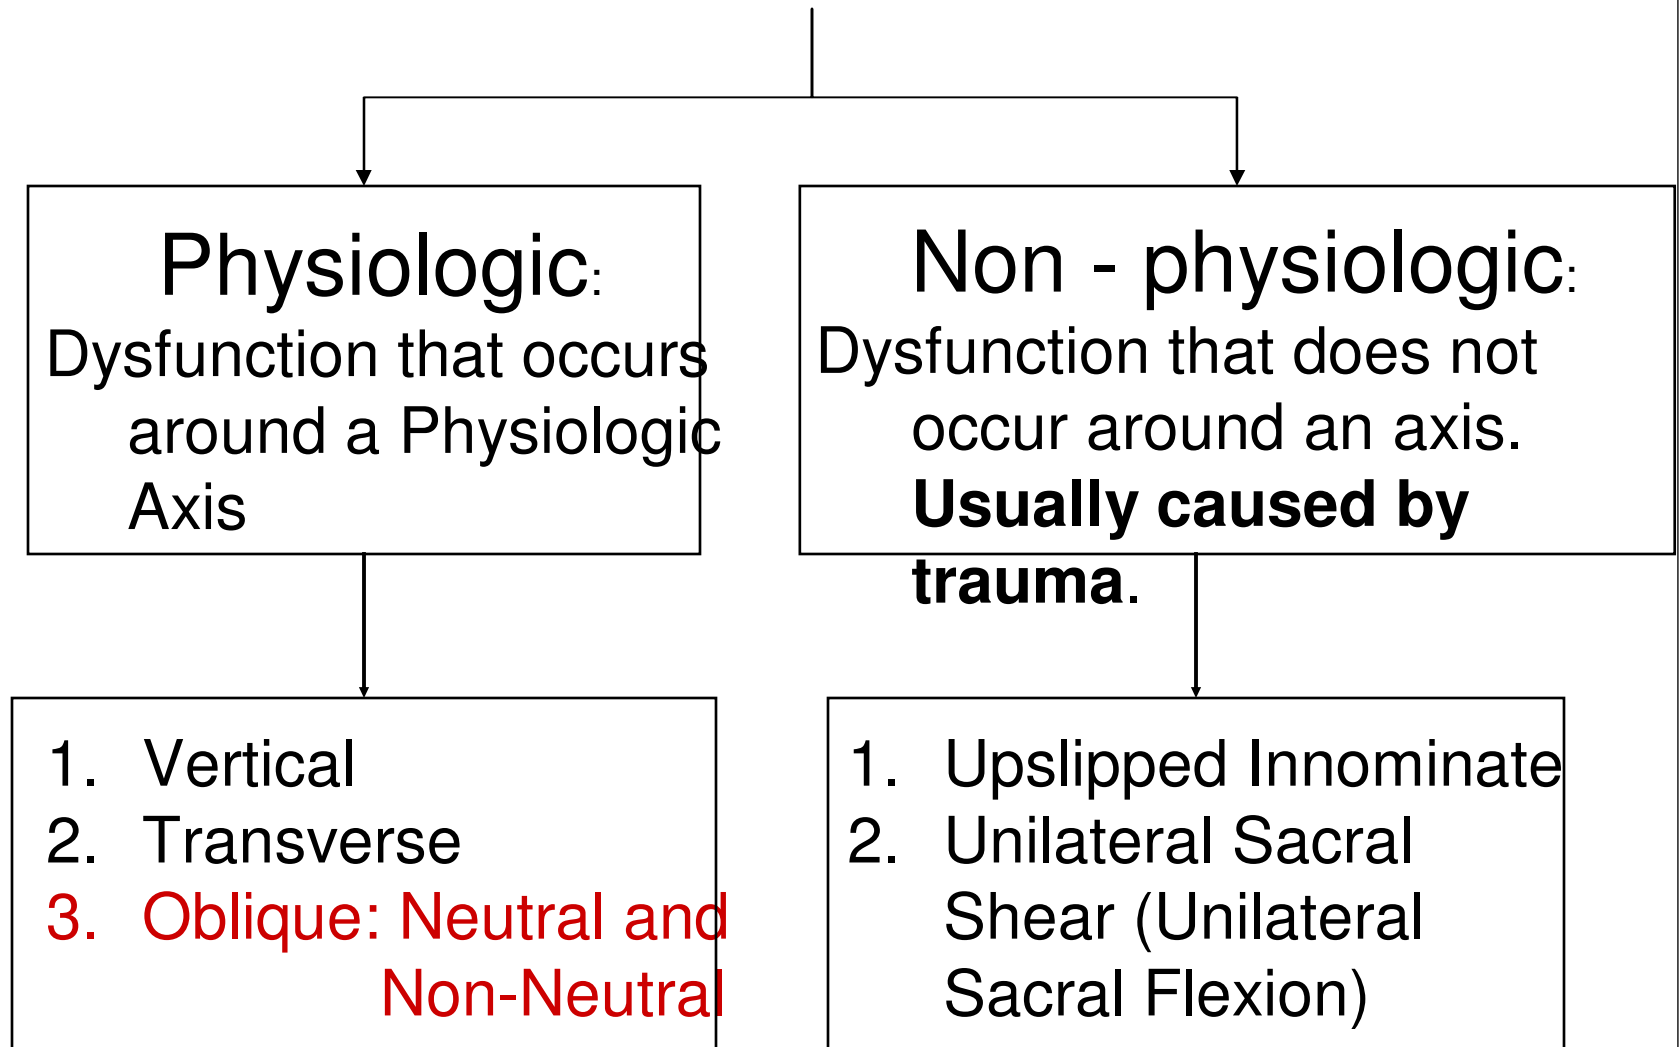 Physiologic:
Dysfunction that occurs
around a Physiologic
Axis
Non - physiologic:
Dysfunction that does not
occur around an axis.
Usually caused by
trauma.
1. Vertical
2. Transverse
3. Oblique: Neutral and
Non-Neutral
1. Upslipped Innominate
2. Unilateral Sacral
Shear (Unilateral
Sacral Flexion)